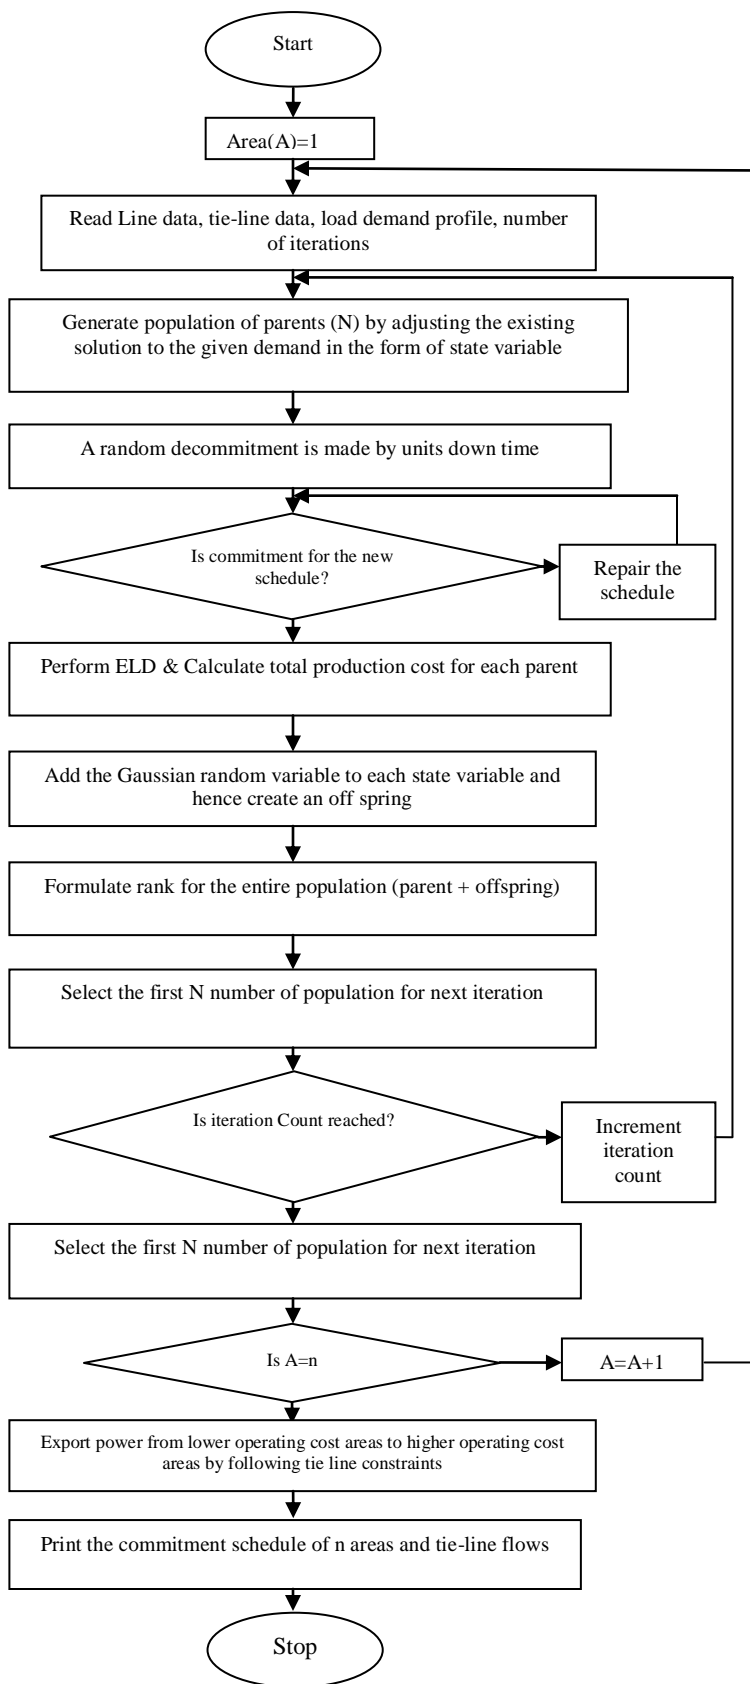 Start
Area(A)=1
Read Line data, tie-line data, load demand profile, number
of iterations
Generate population of parents (N) by adjusting the existing
solution to the given demand in the form of state variable
A random decommitment is made by units down time
Is commitment for the new
schedule?
Repair the
schedule
Perform ELD & Calculate total production cost for each parent
Add the Gaussian random variable to each state variable and
hence create an off spring
Formulate rank for the entire population (parent + offspring)
Select the first N number of population for next iteration
Is iteration Count reached?
Increment
iteration
count
Select the first N number of population for next iteration
Is A=n
A=A+1
Export power from lower operating cost areas to higher operating cost
areas by following tie line constraints
Print the commitment schedule of n areas and tie-line flows
Stop